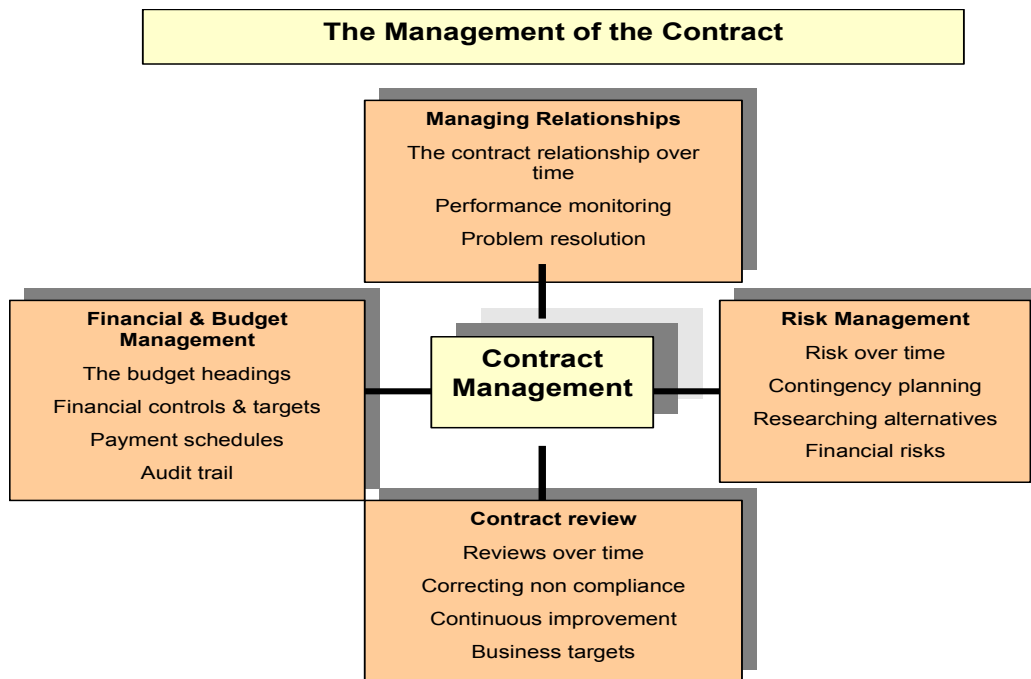 The Management of the Contract
Managing Relationships
The contract relationship over
time
Performance monitoring
Problem resolution
Financial & Budget
Management
The budget headings
Financial controls & targets
Payment schedules
Audit trail
Contract
Management
Risk Management
Risk over time
Contingency planning
Researching alternatives
Financial risks
Contract review
Reviews over time
Correcting non compliance
Continuous improvement
Business targets